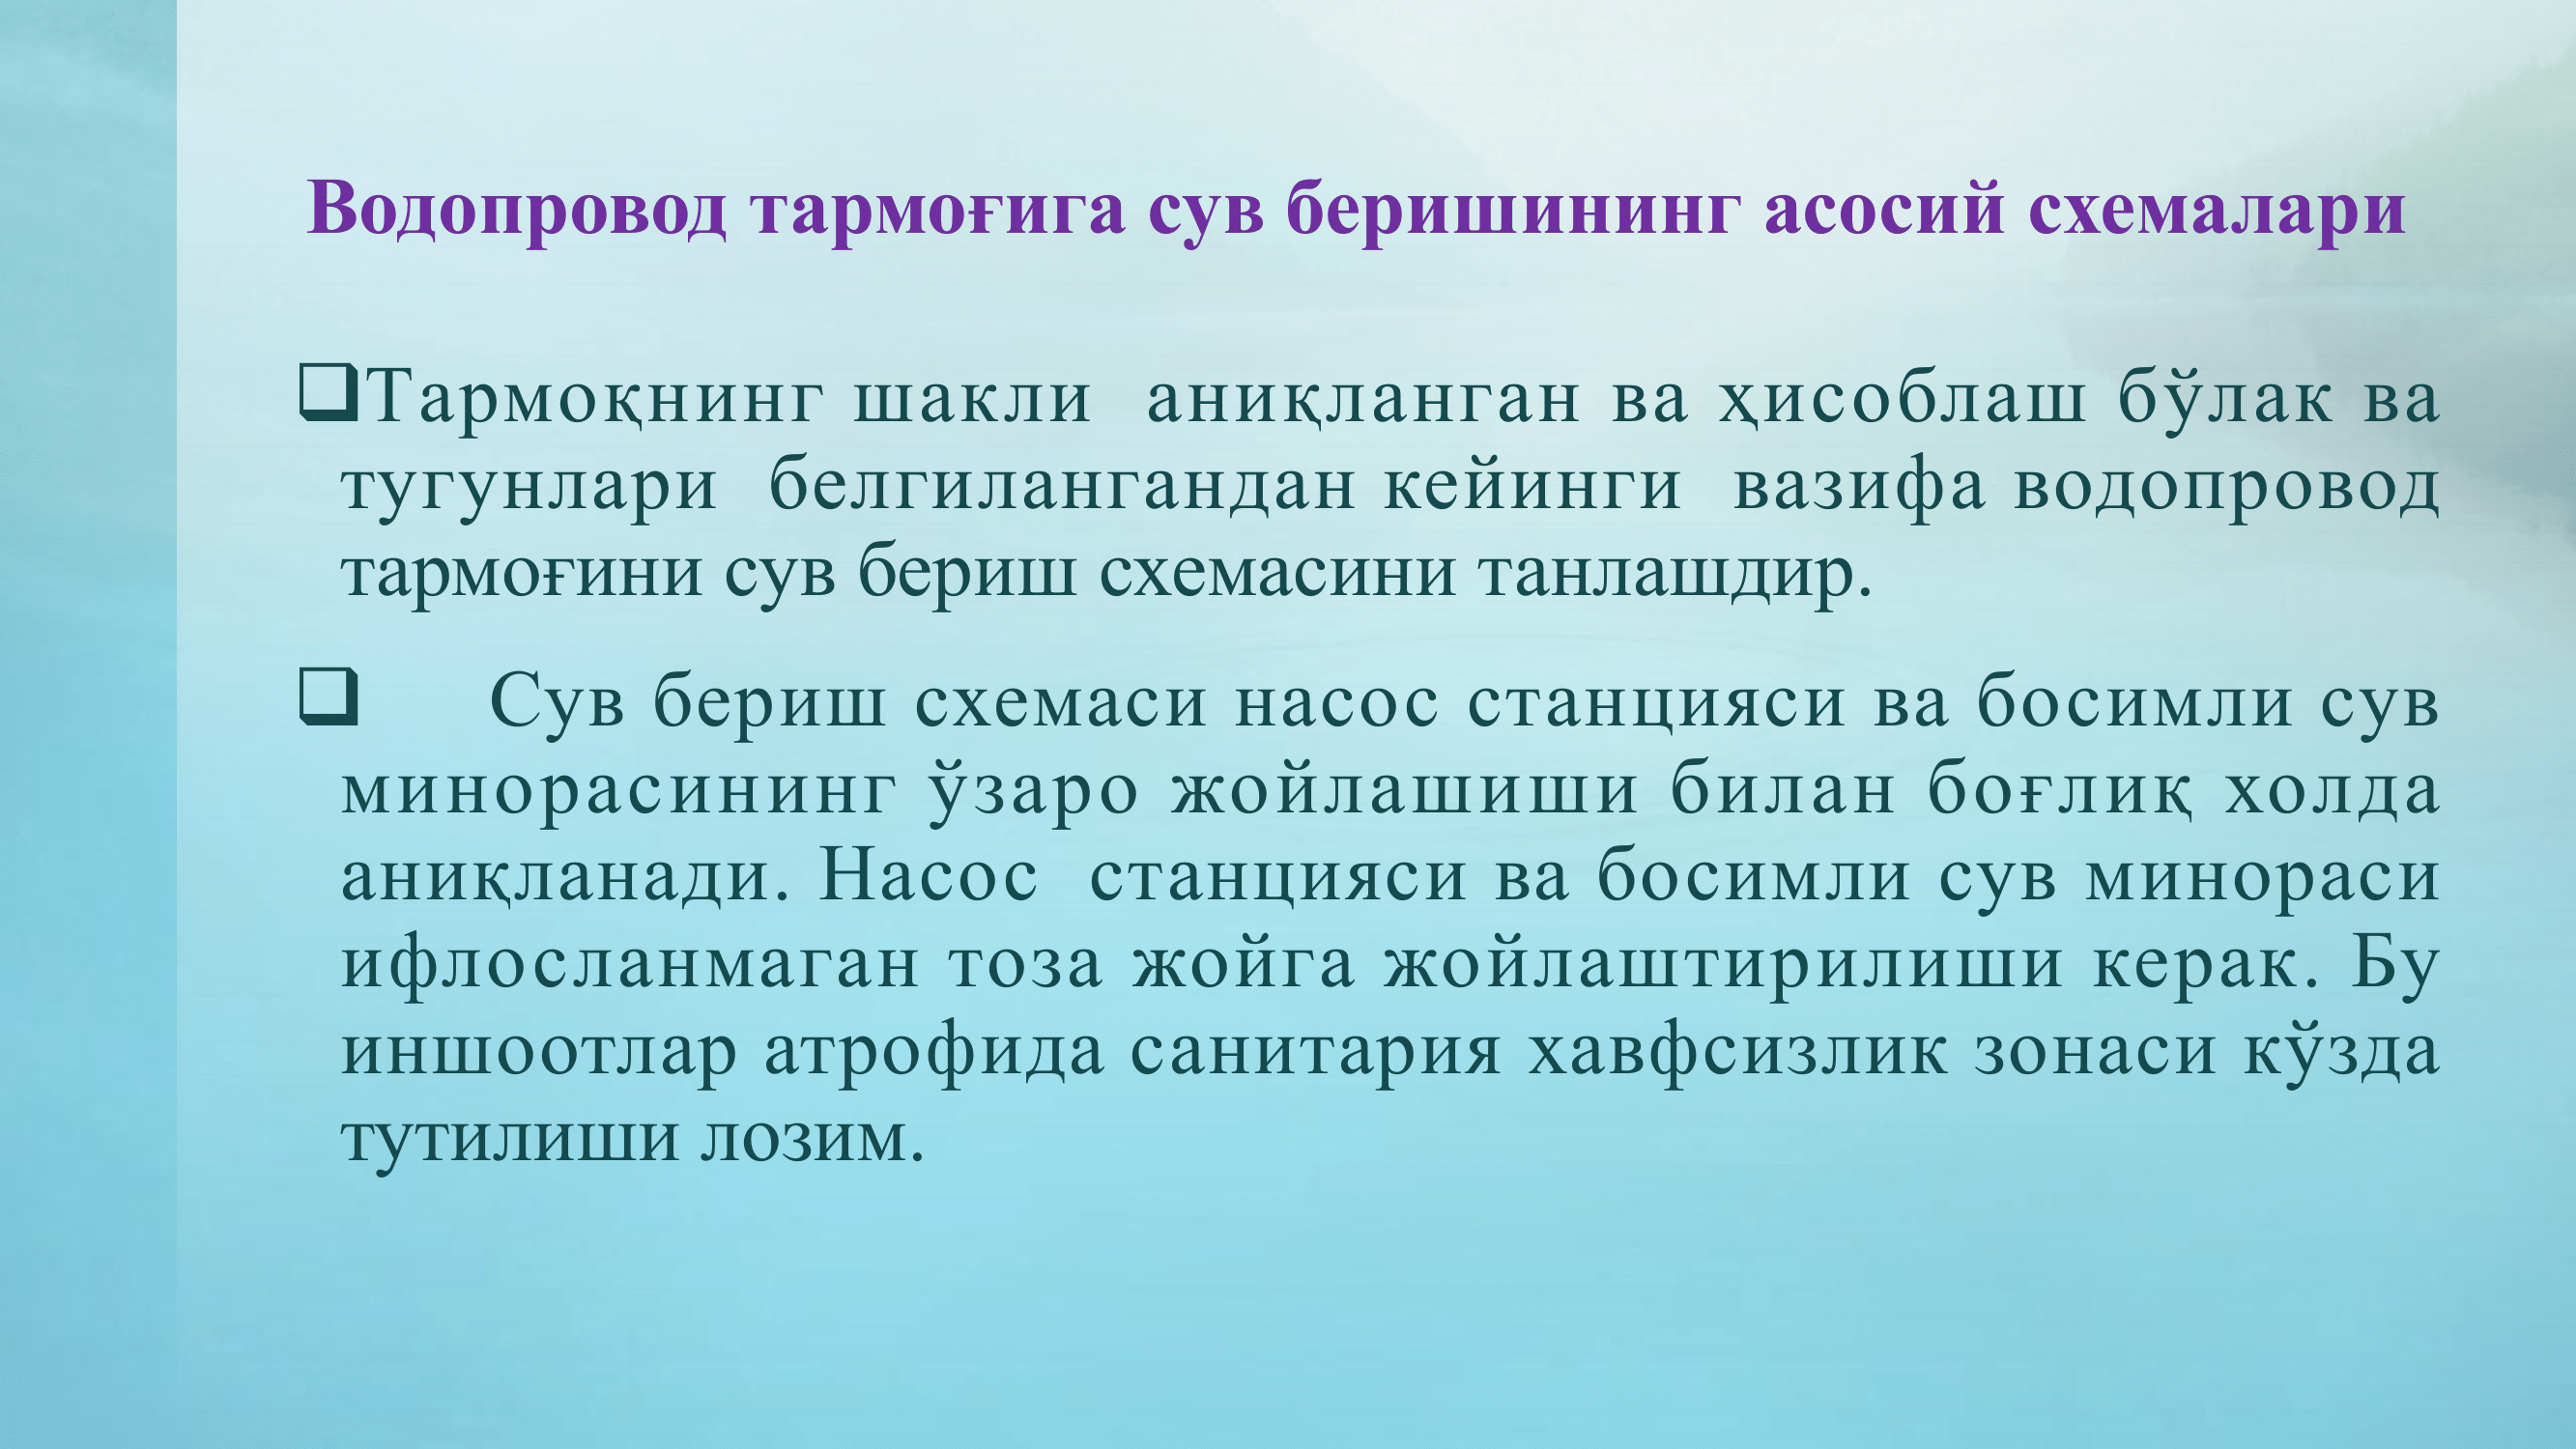 Водопровод тармоғига сув беришининг асосий схемалари
❑Тармоқнинг шакли аниқланган ва ҳисоблаш бўлак ва
тугунлари белгилангандан кейинги вазифа водопровод
тармоғини сув бериш схемасини танлашдир.
❑ Сув бериш схемаси насос станцияси ва босимли сув
минорасининг ўзаро жойлашиши билан боғлиқ холда
аниқланади. Насос станцияси ва босимли сув минораси
ифлосланмаган тоза жойга жойлаштирилиши керак. Бу
иншоотлар атрофида санитария хавфсизлик зонаси кўзда
тутилиши лозим.